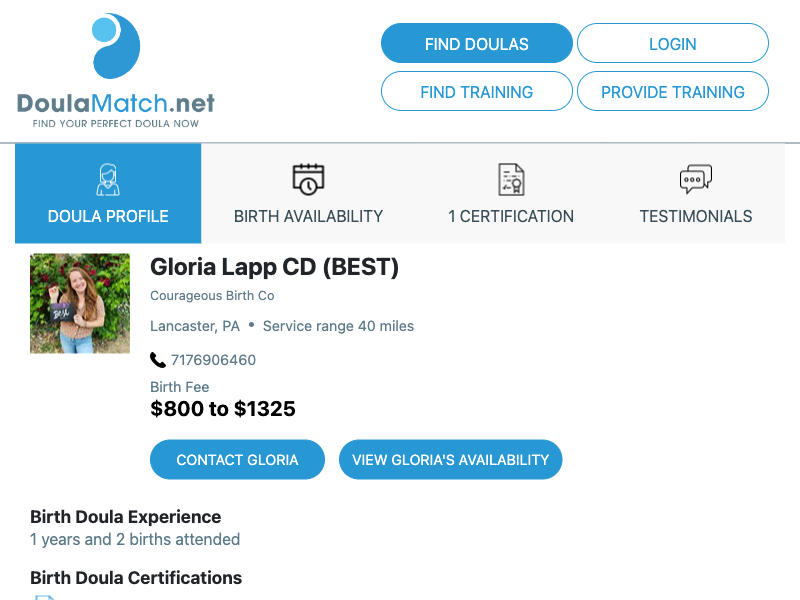 DoulaMatch.net
FIND YOUR PERFECT DOULA NOW
FIND DOULAS
LOGIN
FIND TRAINING
PROVIDE TRAINING
DOULA PROFILE
BIRTH AVAILABILITY
1 CERTIFICATION
TESTIMONIALS
Gloria Lapp CD (BEST)
Courageous Birth Co
Lancaster, PA • Service range 40 miles
7176906460
Birth Fee
$800 to $1325
CONTACT GLORIA
VIEW GLORIA'S AVAILABILITY
Birth Doula Experience
1 years and 2 births attended
Birth Doula Certifications